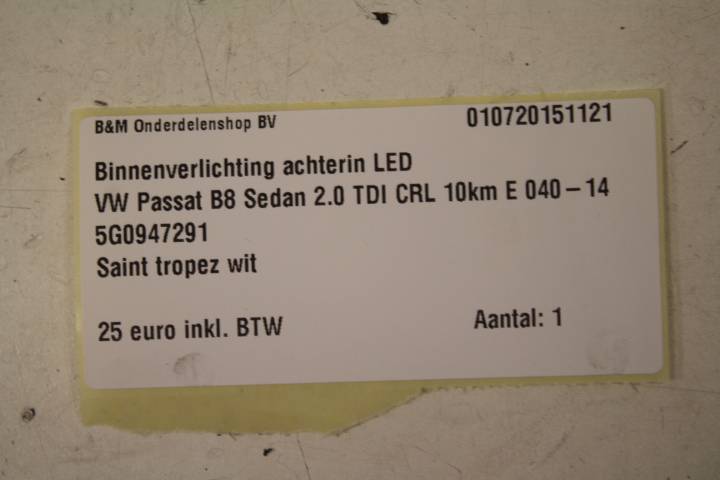 B&M Onderdelenshop BV 010720151121
Binnenverlichting achterin LED
VW Passat B8 Sedan 2.0 TDI CRL 10km E 040-14
5G0947291
Saint tropez wit
25 euro inkl. BTW Aantal: 1